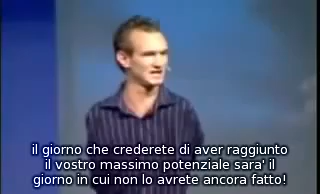 il giorno che crederete di aver raggiunto
il vostro massimo potenziale sara' il
giorno in cui non lo avrete ancora fatto!